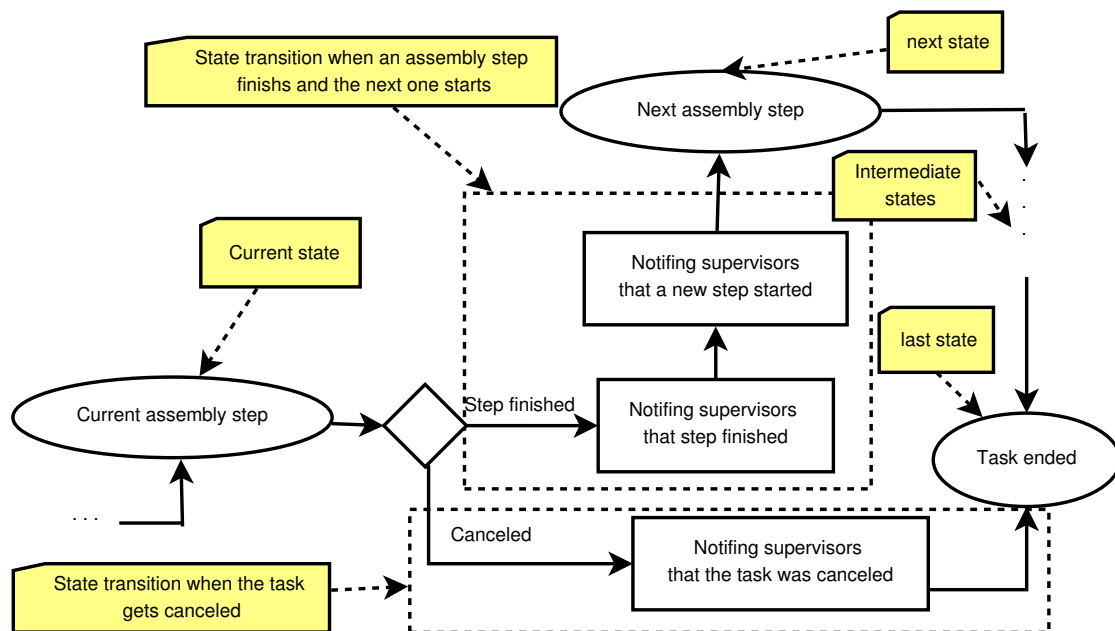 State transition when an assembly step
finishs and the next one starts
next state
Next assembly step
Intermediate
states
.
.
.
Current state
Notifing supervisors
that a new step started
last state
Current assembly step
Step finished
Notifing supervisors
that step finished
Task ended
. . .
Canceled
Notifing supervisors
that the task was canceled
State transition when the task
gets canceled